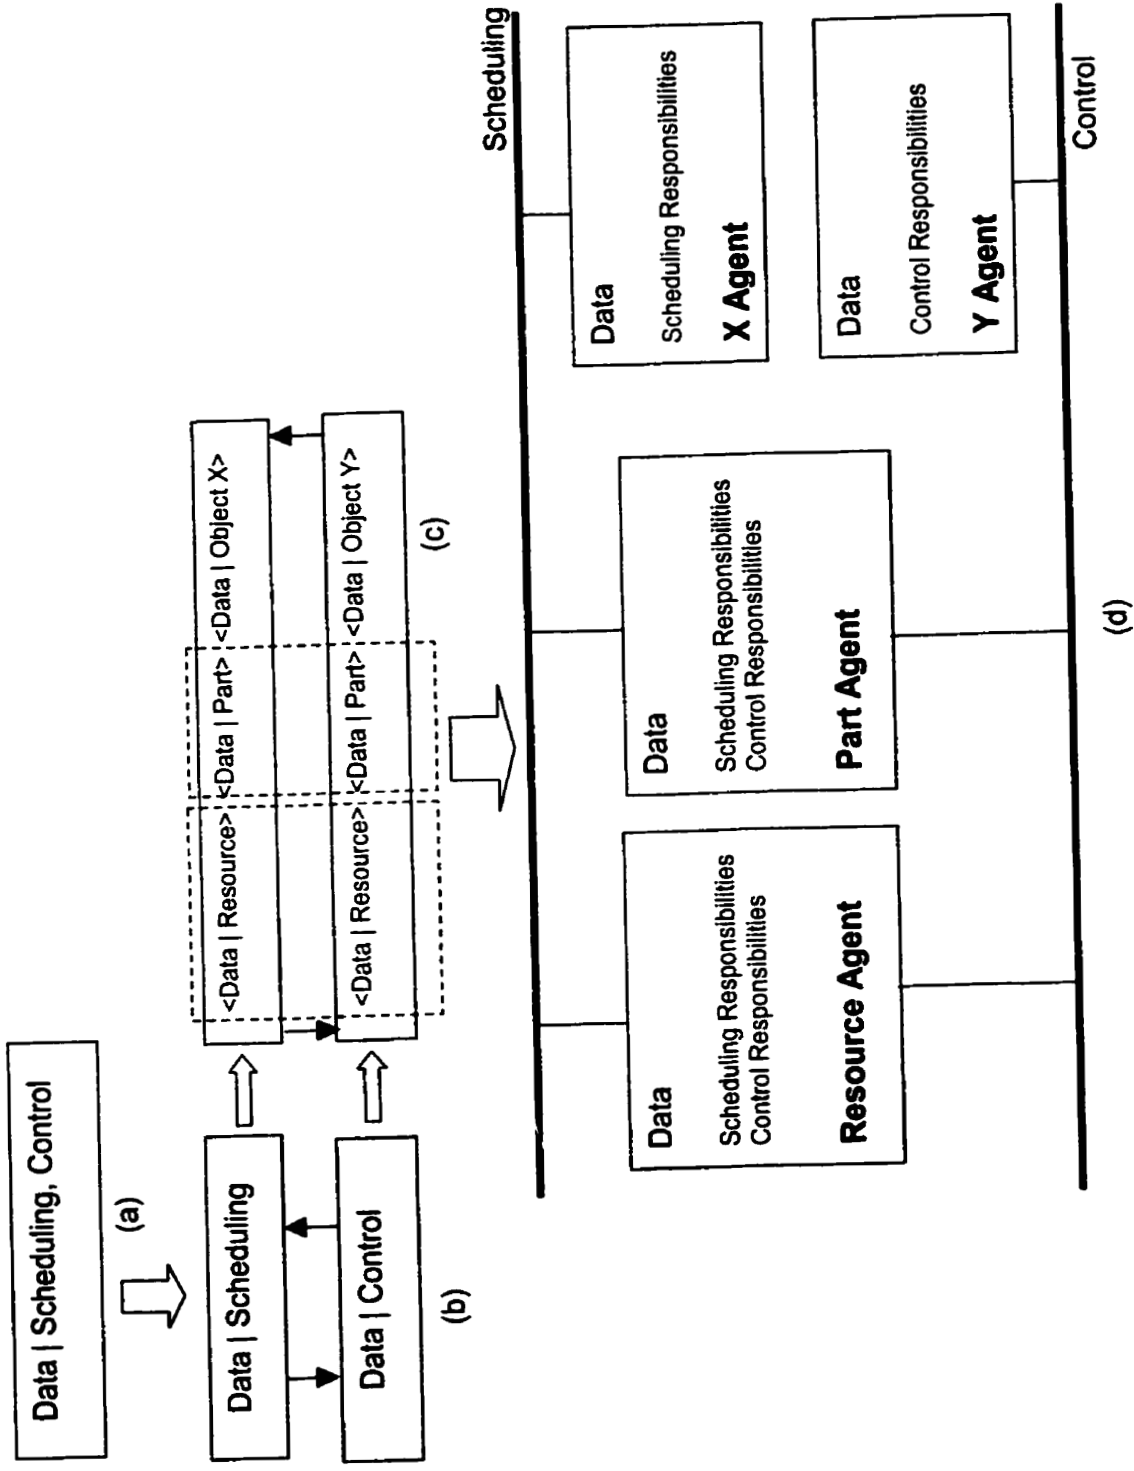 Data | Scheduling, Control
(a)
Data | Scheduling
Data | Control
(b)
<Data | Resource> <Data | Part> <Data | Object X>
<Data | Resource> <Data | Part> <Data | Object Y>
(c)
Scheduling
Data
Scheduling Responsibilities
Control Responsibilities
Resource Agent
Data
Scheduling Responsibilities
Control Responsibilities
Part Agent
Data
Scheduling Responsibilities
X Agent
Data
Control Responsibilities
Y Agent
Control
(d)